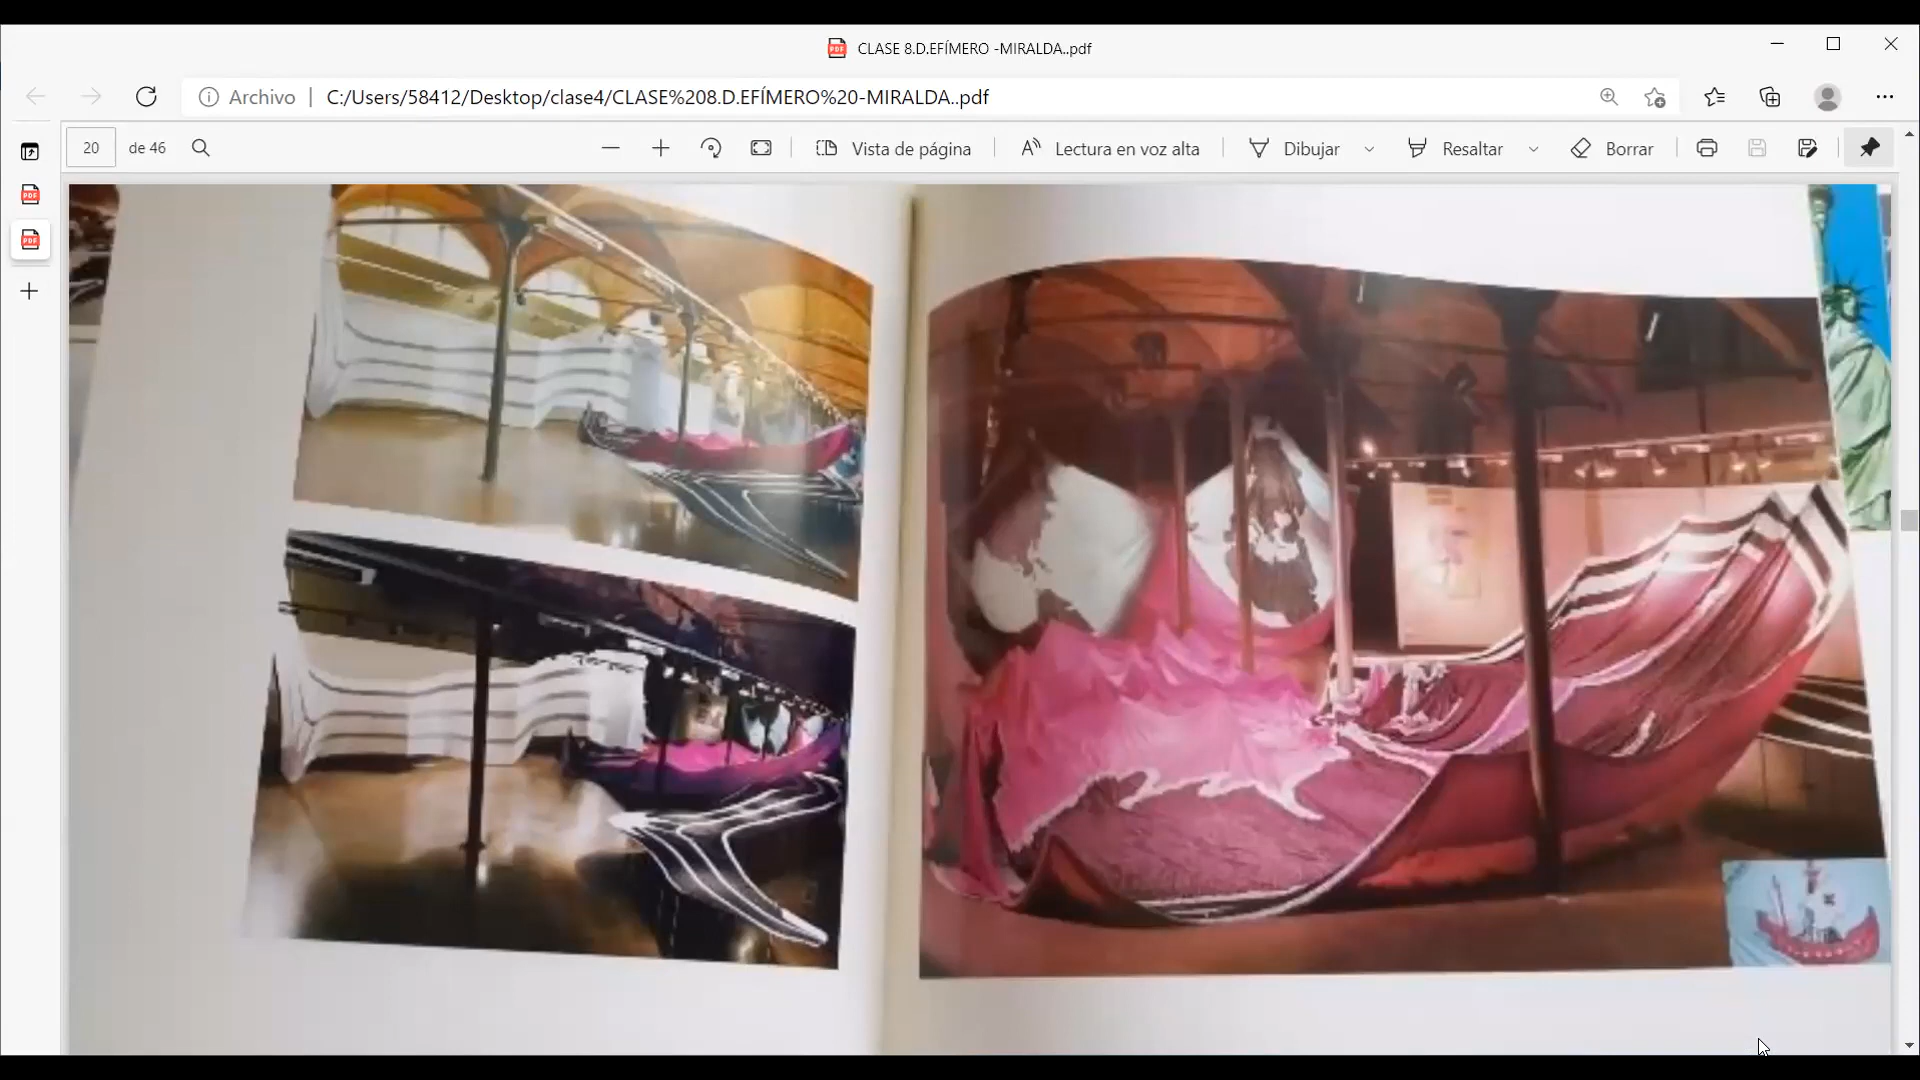 CLASE 8.D.EFÍMERO -MIRALDA..pdf
Archivo | C:/Users/58412/Desktop/clase4/CLASE%208.D.EFÍMERO%20-MIRALDA..pdf
20 de 46 Vista de página Lectura en voz alta Dibujar Resaltar Borrar